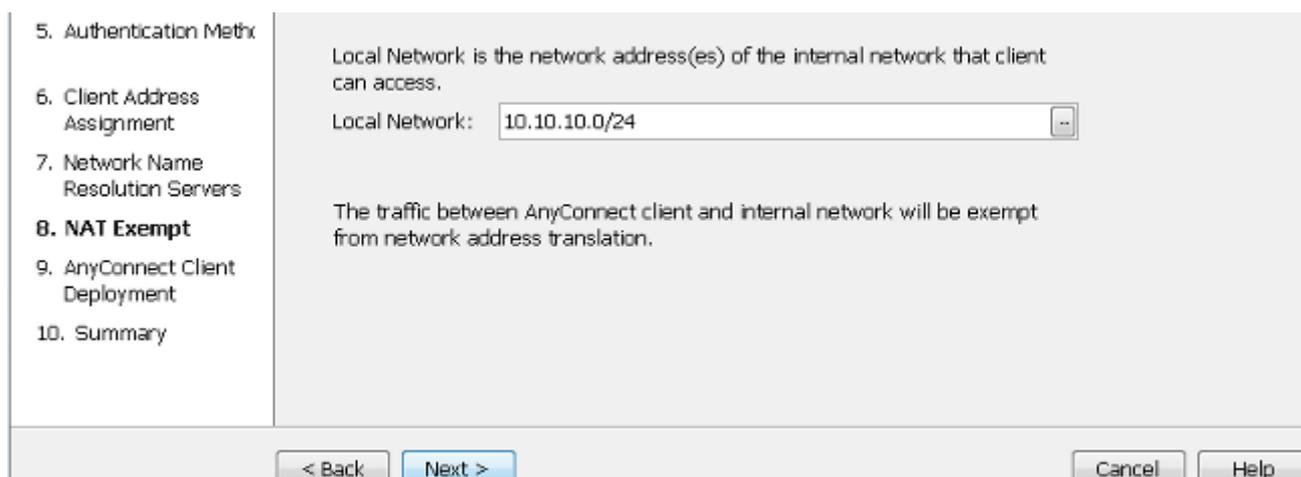 5. Authentication Meth
6. Client Address
Assignment
7. Network Name
Resolution Servers
8. NAT Exempt
9. AnyConnect Client
Deployment
10. Summary
Local Network is the network address(es) of the internal network that client
can access.
Local Network: 10.10.10.0/24
The traffic between AnyConnect client and internal network will be exempt
from network address translation.
< Back Next > Cancel Help